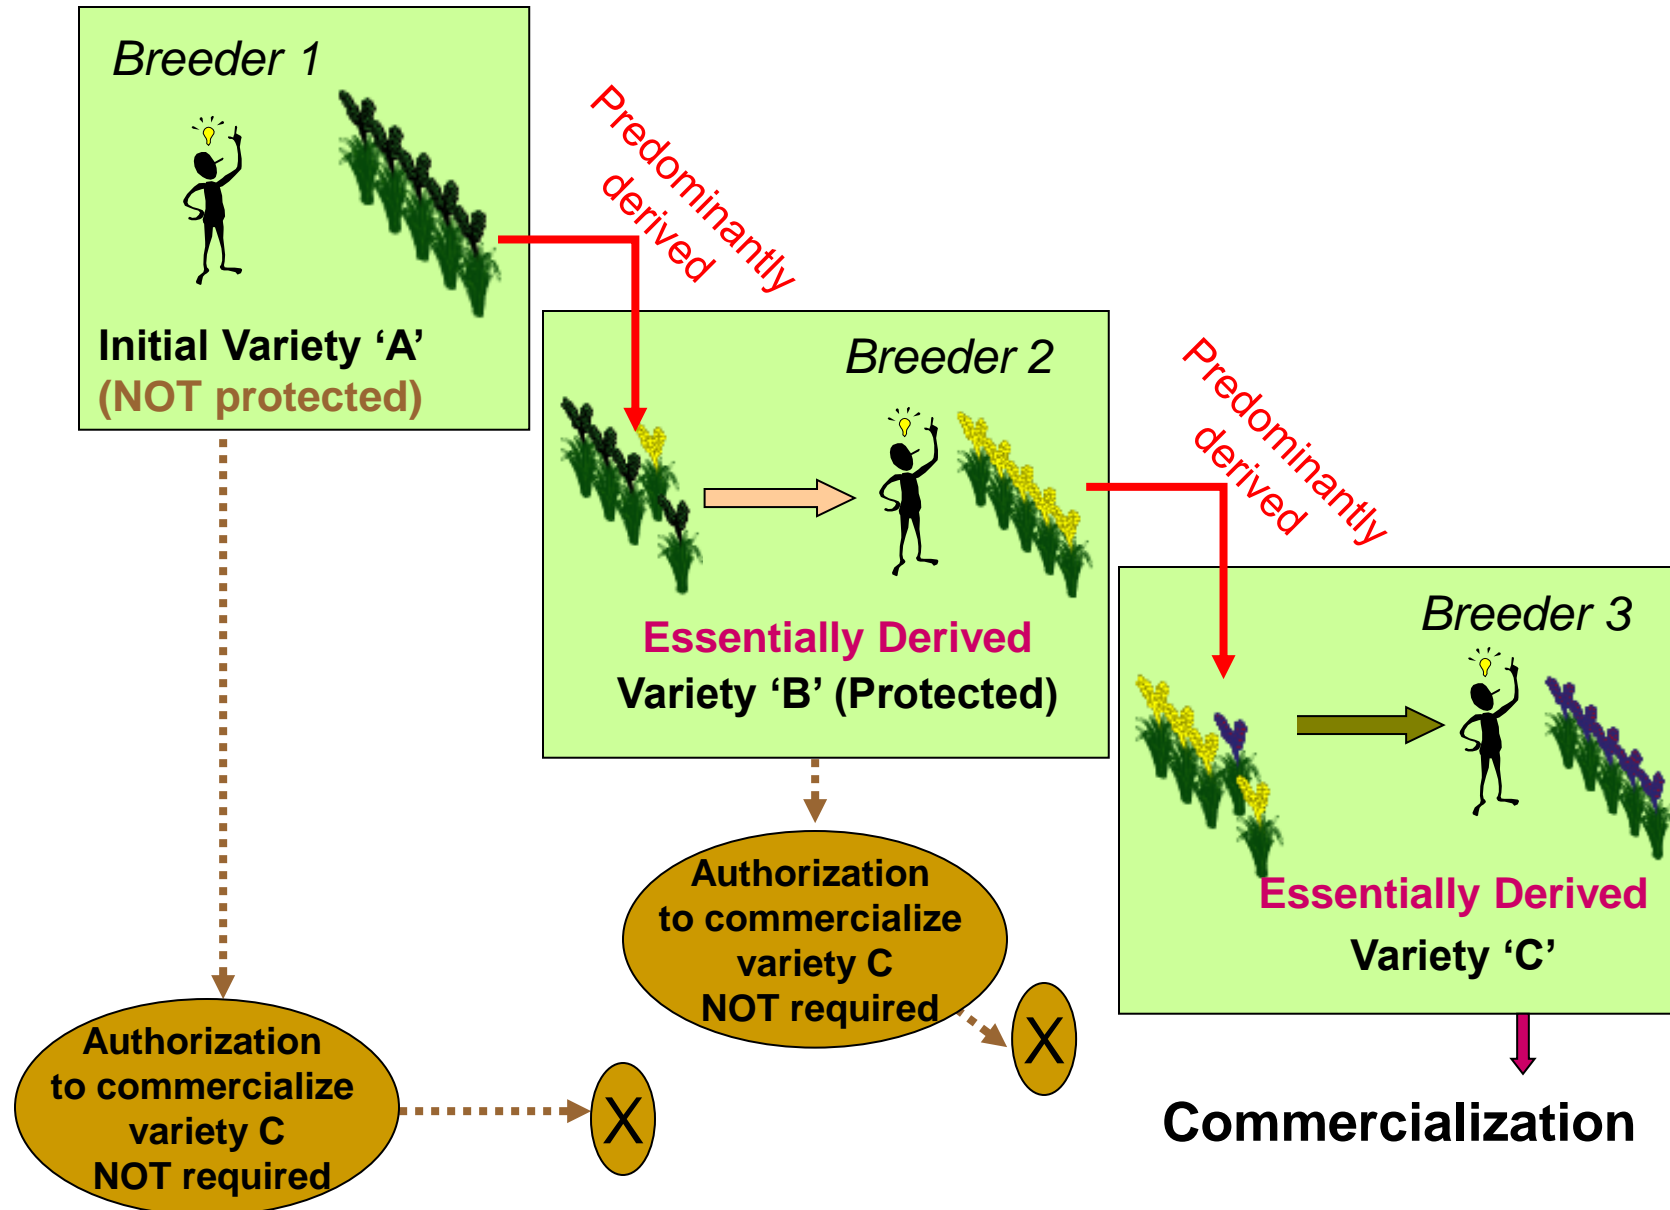 Breeder 1
Initial Variety ‘A’
(NOT protected)
Predominantly
derived
Breeder 2
Essentially Derived
Variety ‘B’ (Protected)
Predominantly
derived
Breeder 3
Essentially Derived
Variety ‘C’
Authorization
to commercialize
variety C
NOT required
X
Authorization
to commercialize
variety C
NOT required
X
Commercialization